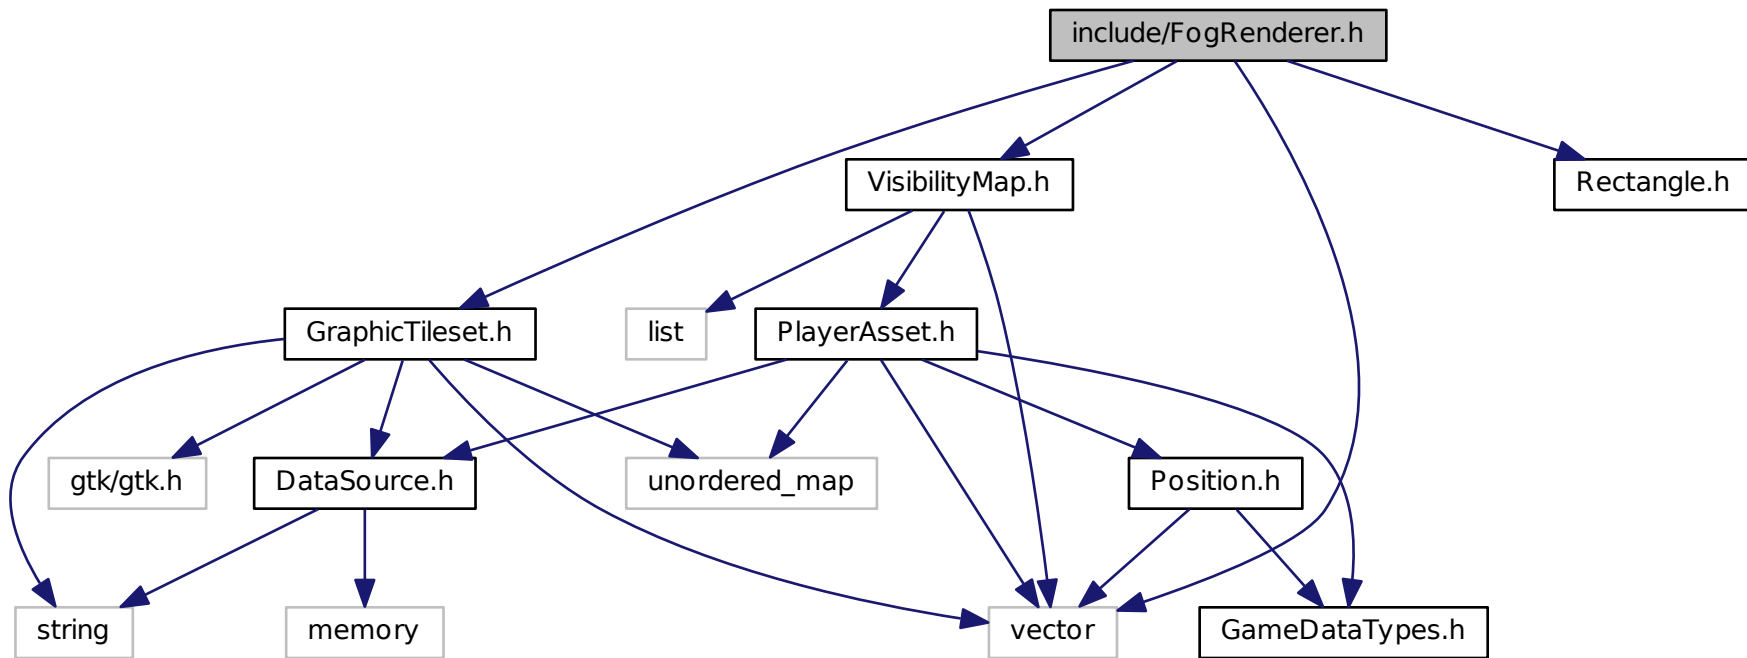 include/FogRenderer.h
VisibilityMap.h
Rectangle.h
GraphicTileset.h
list
PlayerAsset.h
gtk/gtk.h
DataSource.h
unordered_map
Position.h
string
memory
vector
GameDataTypes.h